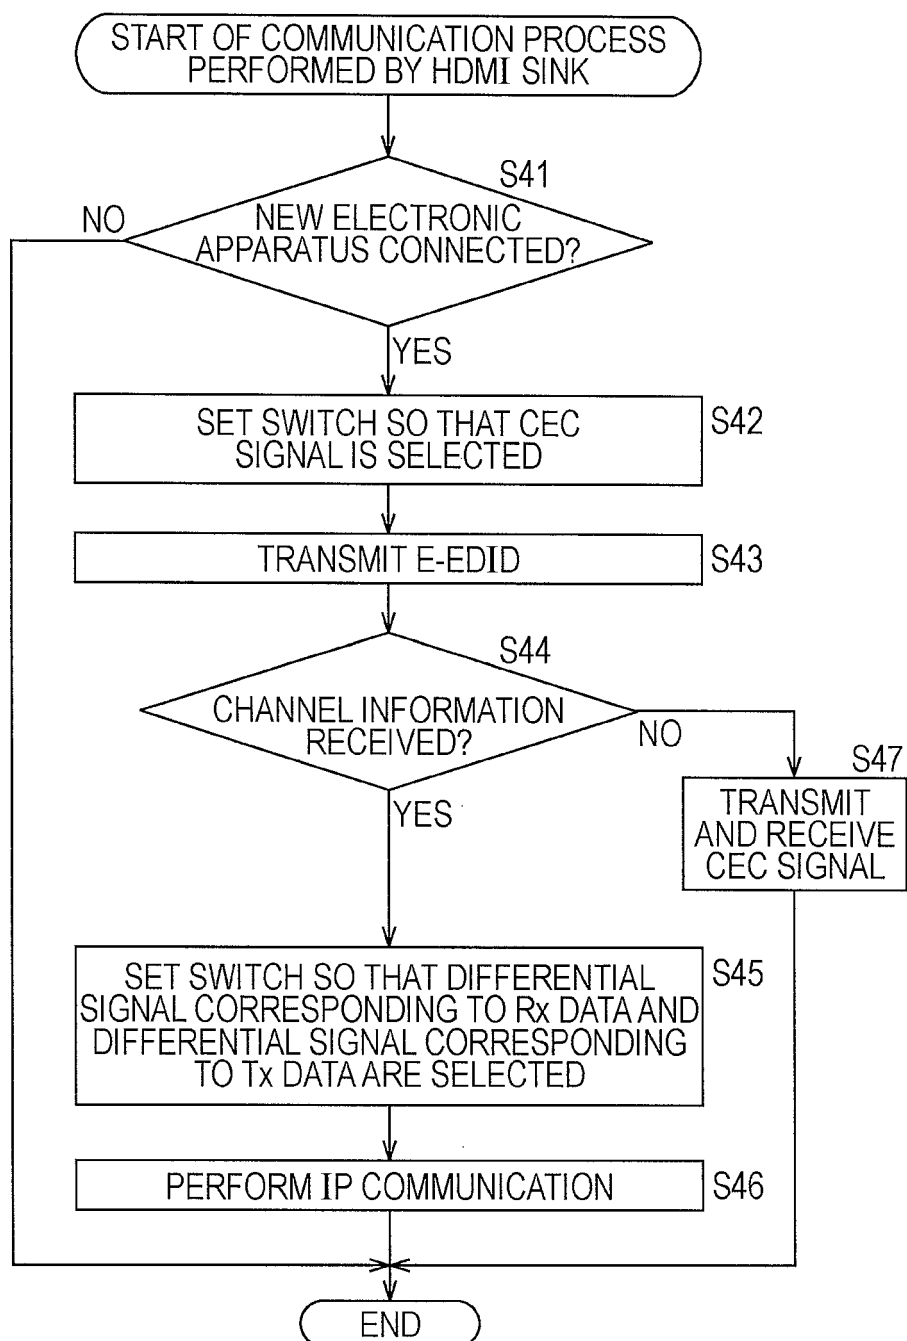 START OF COMMUNICATION PROCESS
PERFORMED BY HDMI SINK
S41
NO
NEW ELECTRONIC
APPARATUS CONNECTED?
YES
SET SWITCH SO THAT CEC
SIGNAL IS SELECTED
S42
TRANSMIT E-EDID
S43
S44
CHANNEL INFORMATION
RECEIVED?
NO
YES
S47
TRANSMIT
AND RECEIVE
CEC SIGNAL
SET SWITCH SO THAT DIFFERENTIAL
SIGNAL CORRESPONDING TO Rx DATA AND
DIFFERENTIAL SIGNAL CORRESPONDING
TO Tx DATA ARE SELECTED
S45
PERFORM IP COMMUNICATION
S46
END